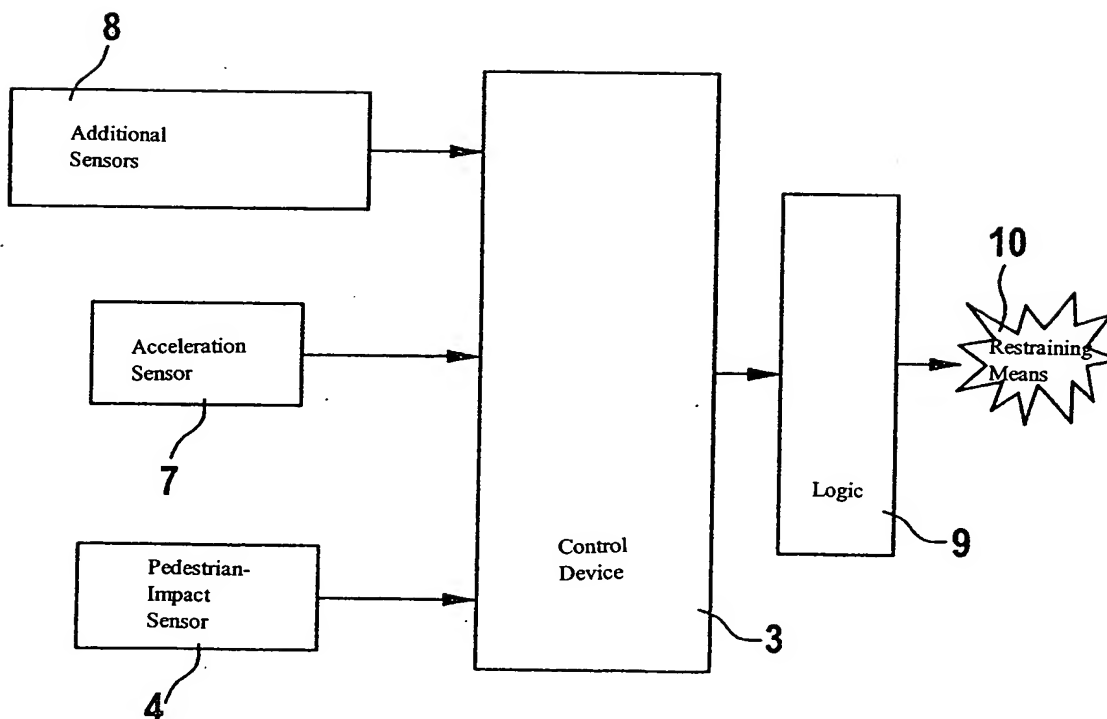 8
Additional
Sensors
10
Restraining
Means
Acceleration
Sensor
7
Logic
9
Control
Device
Pedestrian-
Impact
Sensor
3
4